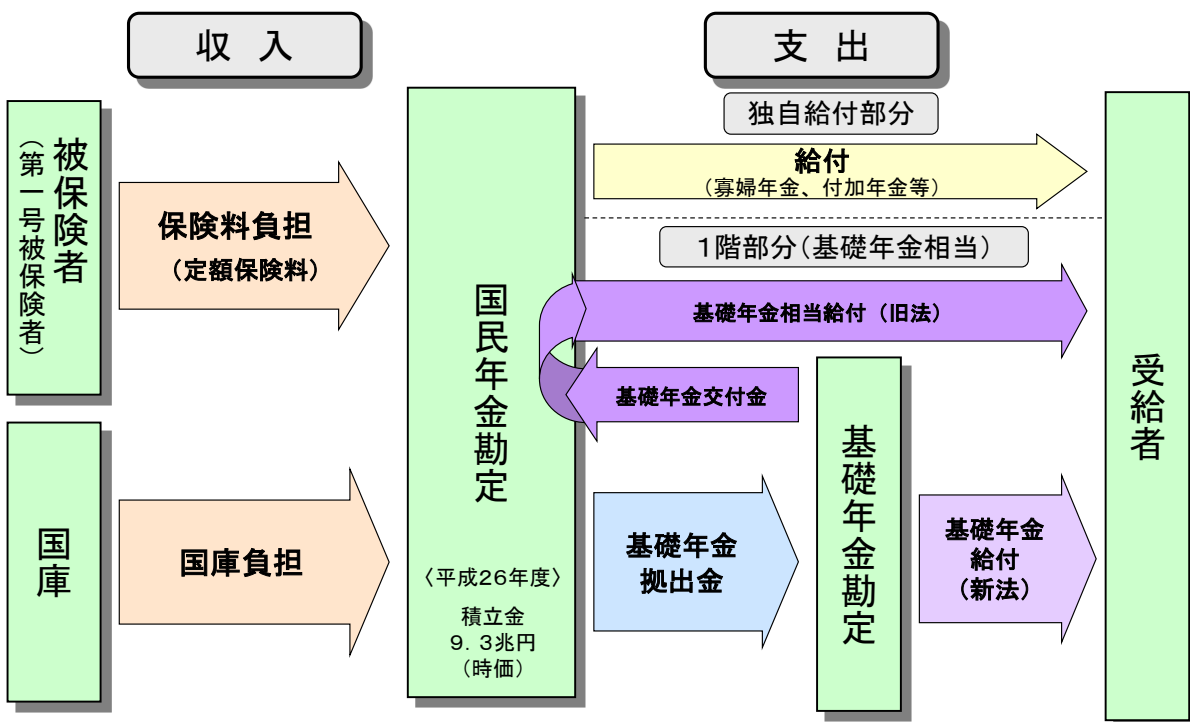 収 入
支 出
被保険者
（第一号被保険者）
保険料負担
（定額保険料）
国庫
国庫負担
国民年金勘定
〈平成26年度〉
積立金
９．３兆円
（時価）
独自給付部分
給付
（寡婦年金、付加年金等）
１階部分（基礎年金相当）
基礎年金相当給付（旧法）
基礎年金交付金
基礎年金
拠出金
基礎年金勘定
基礎年金
給付
（新法）
受給者